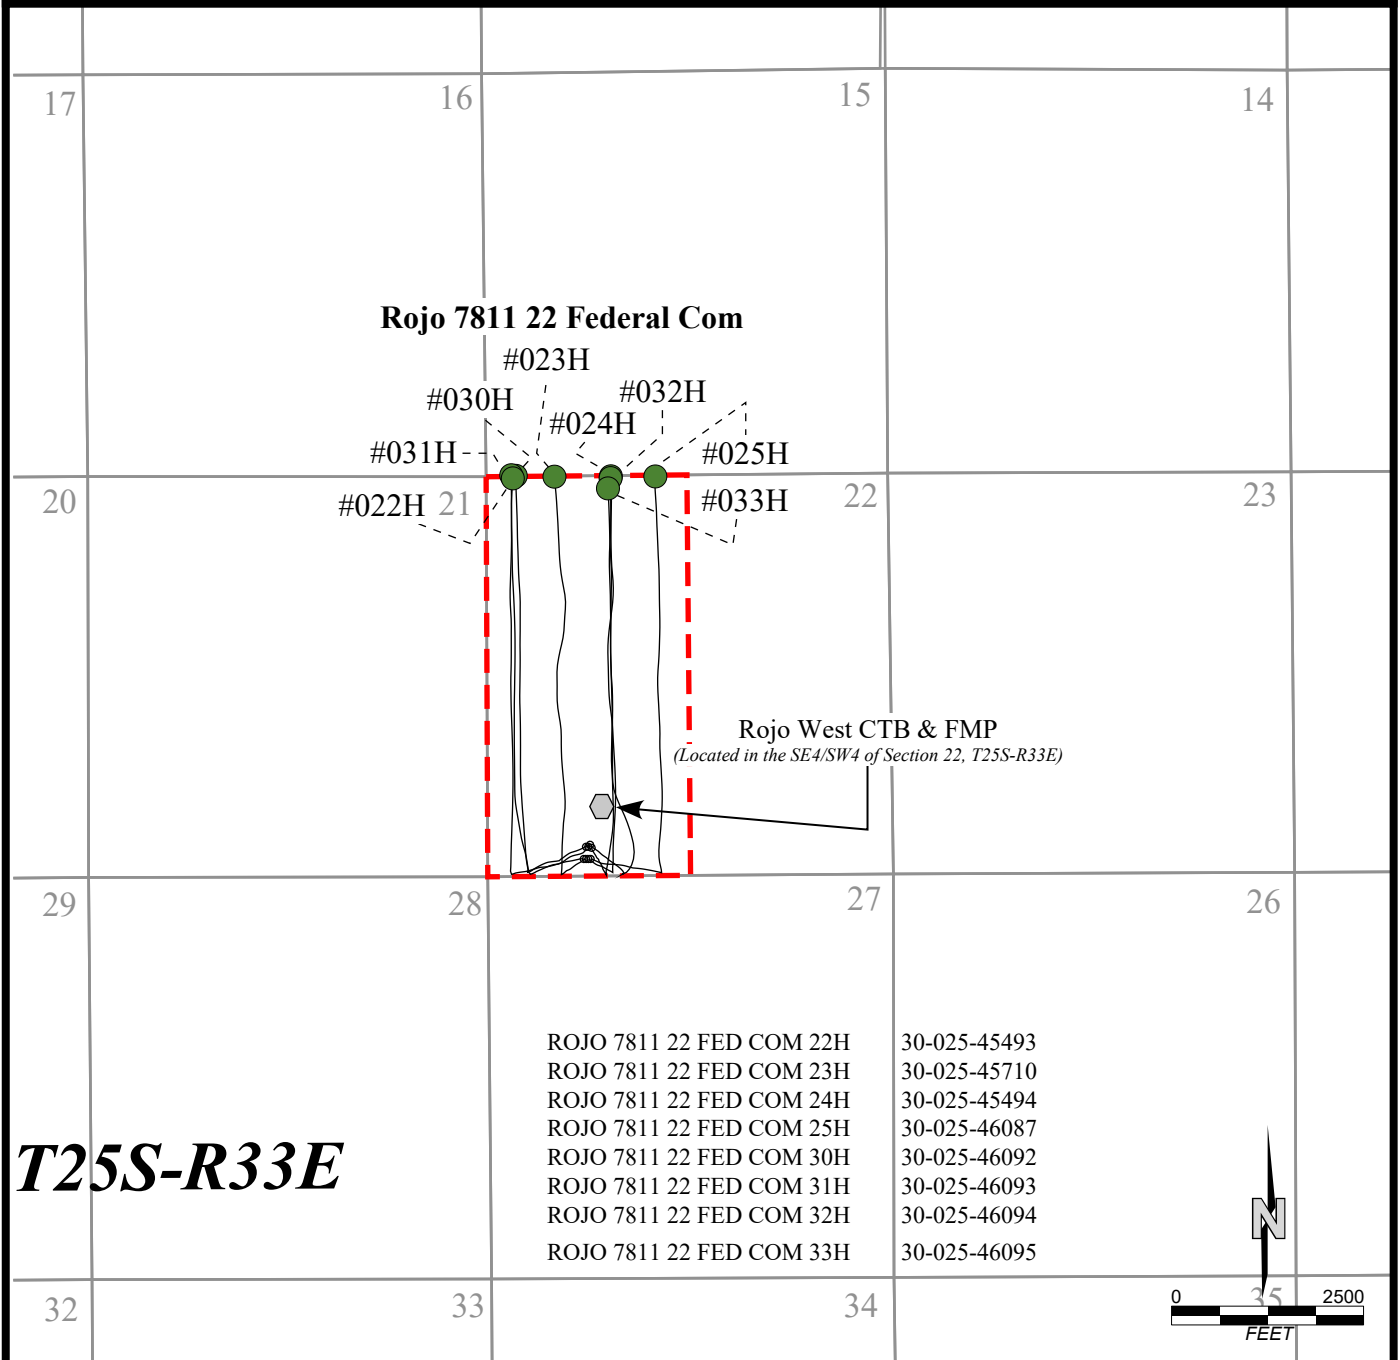 17
16
15
14
Rojo 7811 22 Federal Com
#023H
#030H
#032H
#024H
#031H
#025H
20
#022H
21
#033H
22
23
Rojo West CTB & FMP
(Located in the SE4/SW4 of Section 22, T25S-R33E)
29
28
27
26
ROJO 7811 22 FED COM 22H 30-025-45493
ROJO 7811 22 FED COM 23H 30-025-45710
ROJO 7811 22 FED COM 24H 30-025-45494
ROJO 7811 22 FED COM 25H 30-025-46087
ROJO 7811 22 FED COM 30H 30-025-46092
ROJO 7811 22 FED COM 31H 30-025-46093
ROJO 7811 22 FED COM 32H 30-025-46094
ROJO 7811 22 FED COM 33H 30-025-46095
T25S-R33E
N
32
33
34
35
0 2500
FEET